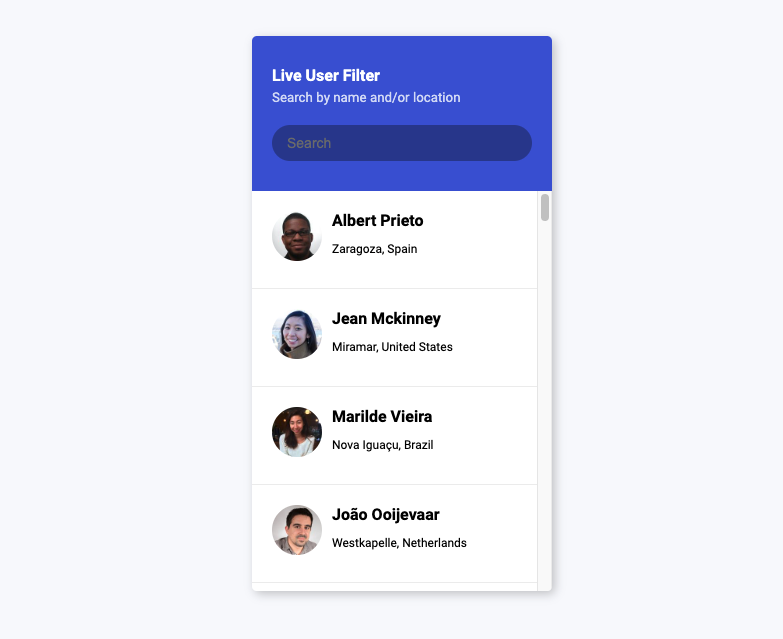 Live User Filter
Search by name and/or location
Search
Albert Prieto
Zaragoza, Spain
Jean Mckinney
Miramar, United States
Marilde Vieira
Nova Iguaçu, Brazil
João Ooijevaar
Westkapelle, Netherlands